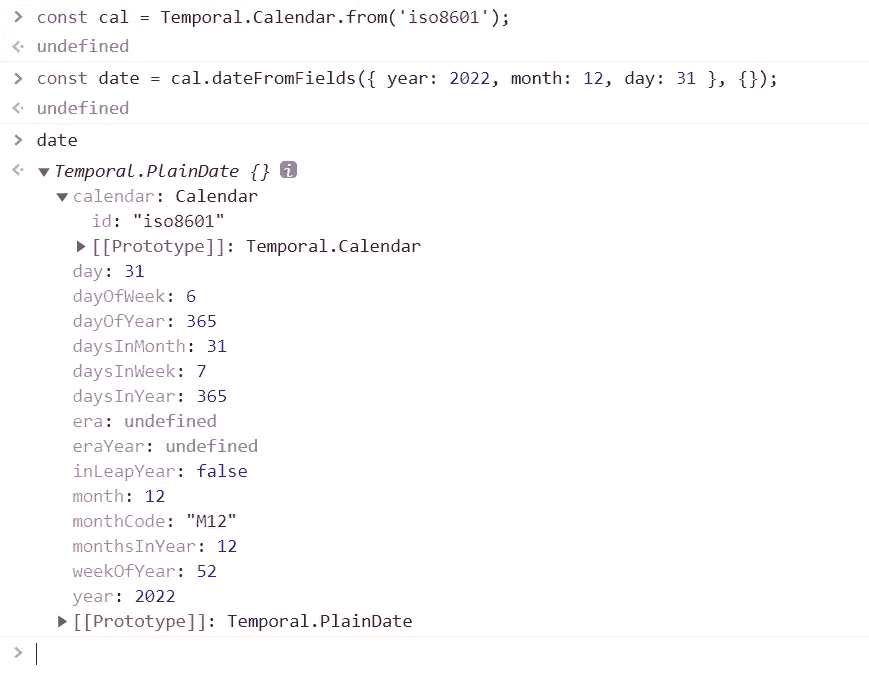 > const cal = Temporal.Calendar.from('iso8601');
undefined
> const date = cal.dateFromFields({ year: 2022, month: 12, day: 31 }, {});
undefined
> date
Temporal.PlainDate {} i
calendar: Calendar
id: "iso8601"
[[Prototype]]: Temporal.Calendar
day: 31
dayOfWeek: 6
dayOfYear: 365
daysInMonth: 31
daysInWeek: 7
daysInYear: 365
era: undefined
eraYear: undefined
inLeapYear: false
month: 12
monthCode: "M12"
monthsInYear: 12
weekOfYear: 52
year: 2022
[[Prototype]]: Temporal.PlainDate
>